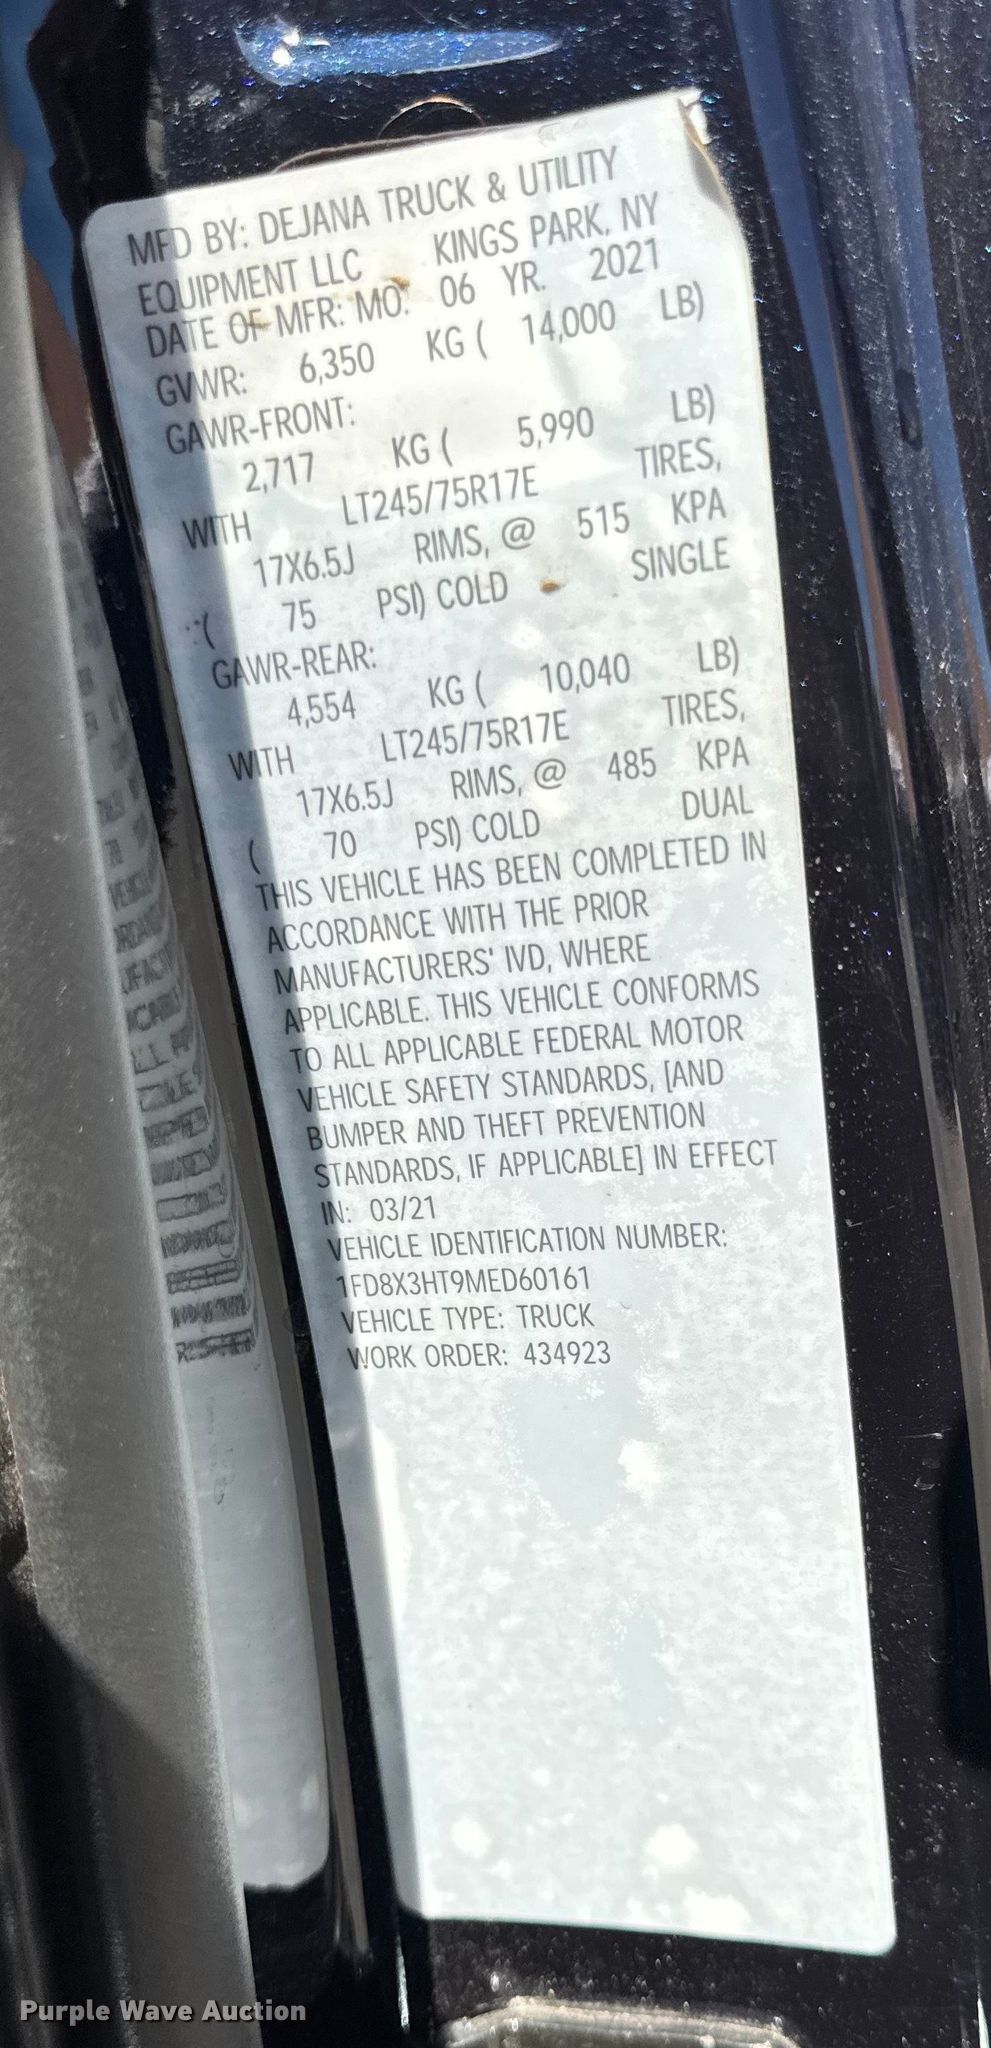 MFD BY: DEJANA TRUCK & UTILITY
EQUIPMENT LLC KINGS PARK, NY
DATE OF MFR: MO. 06 YR. 2021
GVWR: 6,350 KG ( 14,000 LB)
GAWR-FRONT:
2,717 KG ( 5,990 LB)
WITH LT245/75R17E TIRES,
17X6.5J RIMS, @ 515 KPA
( 75 PSI) COLD SINGLE
GAWR-REAR:
4,554 KG ( 10,040 LB)
WITH LT245/75R17E TIRES,
17X6.5J RIMS, @ 485 KPA
( 70 PSI) COLD DUAL
THIS VEHICLE HAS BEEN COMPLETED IN
ACCORDANCE WITH THE PRIOR
MANUFACTURERS' IVD, WHERE
APPLICABLE. THIS VEHICLE CONFORMS
TO ALL APPLICABLE FEDERAL MOTOR
VEHICLE SAFETY STANDARDS, [AND
BUMPER AND THEFT PREVENTION
STANDARDS, IF APPLICABLE] IN EFFECT
IN: 03/21
VEHICLE IDENTIFICATION NUMBER:
1FD8X3HT9MED60161
VEHICLE TYPE: TRUCK
WORK ORDER: 434923
Purple Wave Auction